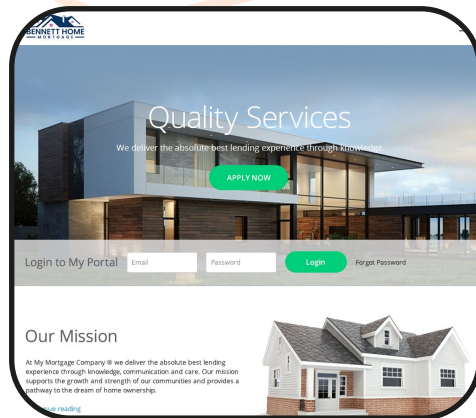 BENNETT HOME
MORTGAGE
Quality Services
We deliver the absolute best lending experience through knowledge.
APPLY NOW
Login to My Portal Email Password Login Forgot Password
Our Mission
At My Mortgage Company ® we deliver the absolute best lending
experience through knowledge, communication and care. Our mission
supports the growth and strength of our communities and provides a
pathway to the dream of home ownership.
reading